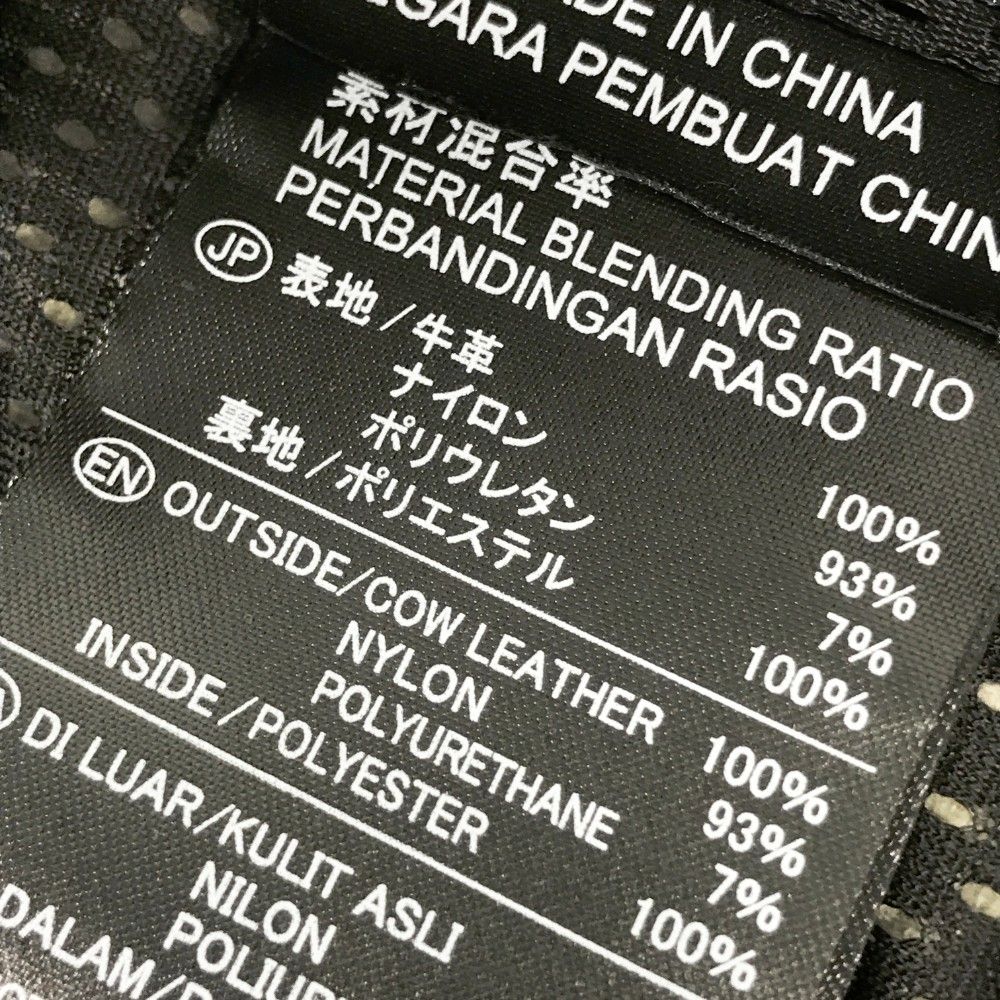 IN CHINA
PEMBUAT
素材混合率
MATERIAL BLENDING RATIO
PERBANDINGAN RASIO
JP 表地/牛革 100%
ナイロン 93%
ポリウレタン 7%
裏地/ポリエステル 100%
EN OUTSIDE/COW LEATHER 100%
NYLON 93%
POLYURETHANE 7%
INSIDE/POLYESTER 100%
DI LUAR/KULIT ASLI
NILON
DALAM/